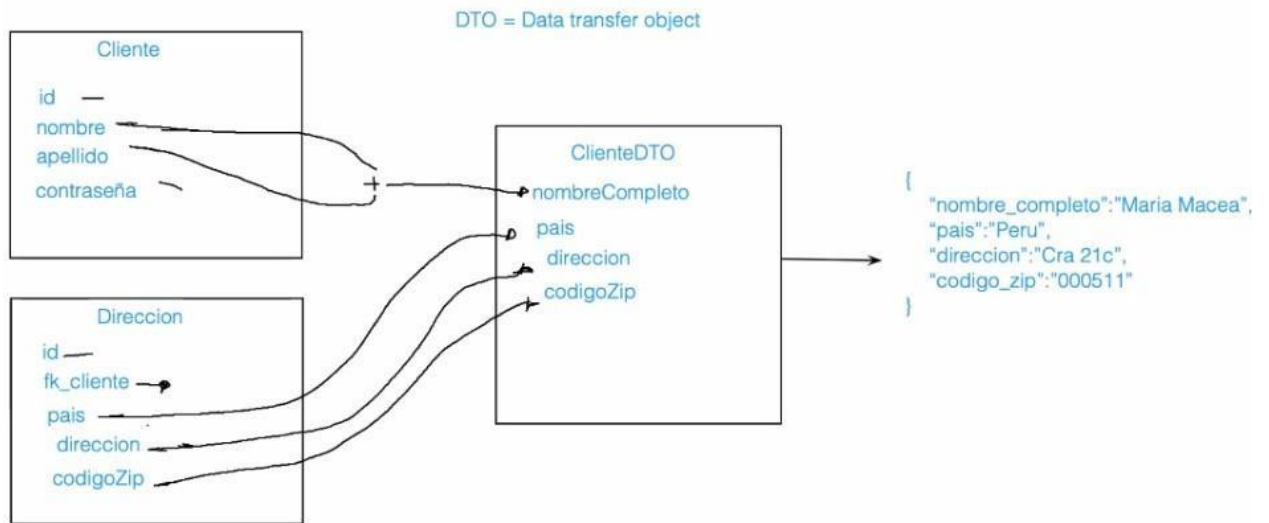 DTO = Data transfer object
Cliente
id
nombre
apellido
contraseña
Direccion
id
fk_cliente
pais
direccion
codigoZip
ClienteDTO
nombreCompleto
pais
direccion
codigoZip
{
"nombre_completo":"Maria Macea",
"pais":"Peru",
"direccion":"Cra 21c",
"codigo_zip":"000511"
}